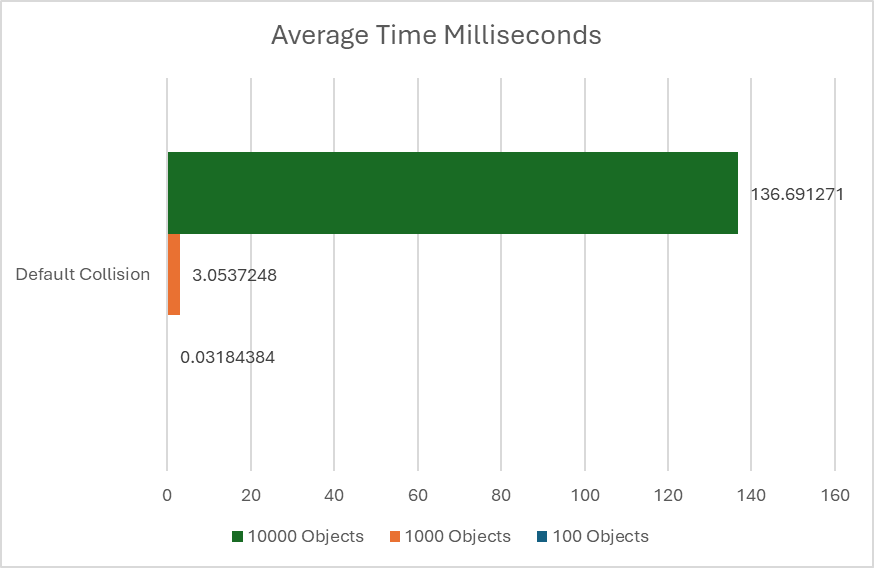 Average Time Milliseconds
136.691271
Default Collision
3.0537248
0.03184384
0 20 40 60 80 100 120 140 160
10000 Objects 1000 Objects 100 Objects